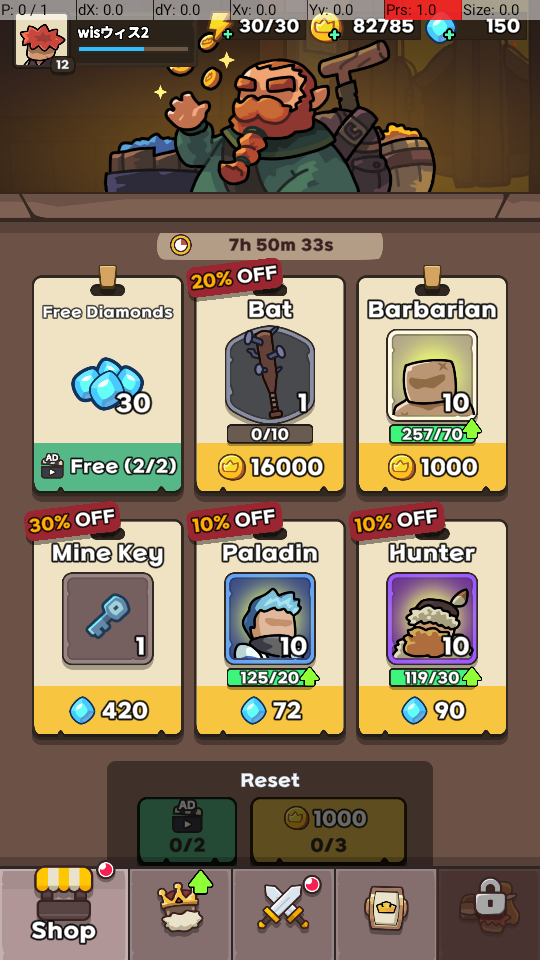 P: 0 / 1 dX: 0.0 dY: 0.0 Xv: 0.0 Yv: 0.0 Prs: 1.0 Size: 0.0
wisウィス2 30/30 82785 150
12
7h 50m 33s
20% OFF
Free Diamonds Bat Barbarian
30 1 10
0/10 257/70
AD Free (2/2) 16000 1000
30% OFF 10% OFF 10% OFF
Mine Key Paladin Hunter
1 10 10
125/20 119/30
420 72 90
Reset
AD 1000
0/2 0/3
Shop